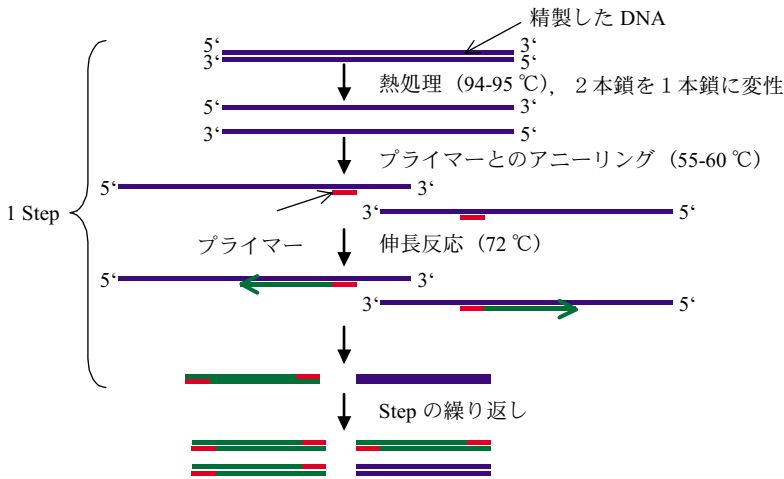 精製した DNA
5‘ 3‘
3‘ 5‘
熱処理（94-95 ℃），２本鎖を１本鎖に変性
5‘ 3‘
3‘ 5‘
プライマーとのアニーリング（55-60 ℃）
5‘ 3‘
3‘ 5‘
1 Step
プライマー
伸長反応（72 ℃）
5‘ 3‘
3‘ 5‘
Step の繰り返し